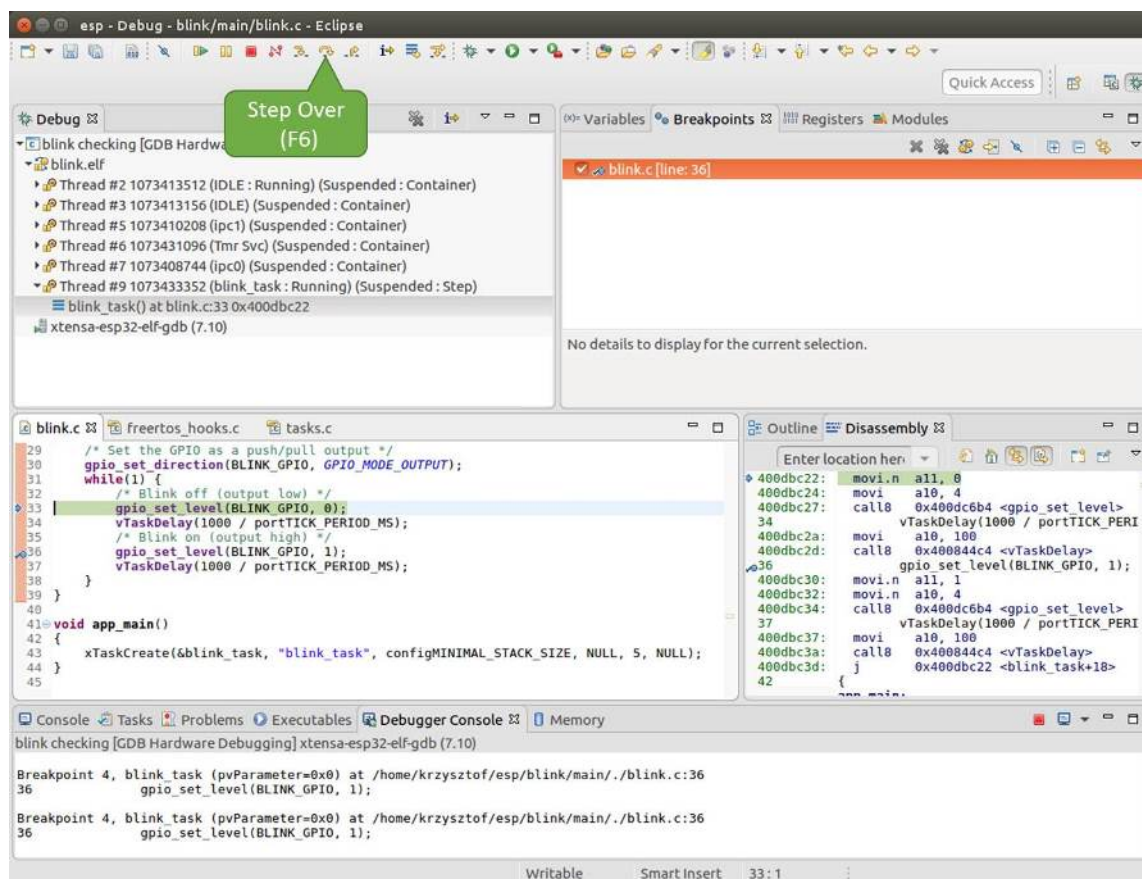 esp - Debug - blink/main/blink.c - Eclipse
Quick Access
Step Over
(F6)
Debug
blink checking [GDB Hardwa
blink.elf
Thread #2 1073413512 (IDLE : Running) (Suspended : Container)
Thread #3 1073413156 (IDLE) (Suspended : Container)
Thread #5 1073410208 (ipc1) (Suspended : Container)
Thread #6 1073431096 (Tmr Svc) (Suspended : Container)
Thread #7 1073408744 (ipc0) (Suspended : Container)
Thread #9 1073433352 (blink_task : Running) (Suspended : Step)
blink_task() at blink.c:33 0x400dbc22
xtensa-esp32-elf-gdb (7.10)
(x)= Variables Breakpoints Registers Modules
blink.c [line: 36]
No details to display for the current selection.
blink.c freertos_hooks.c tasks.c
29 /* Set the GPIO as a push/pull output */
30 gpio_set_direction(BLINK_GPIO, GPIO_MODE_OUTPUT);
31 while(1) {
32 /* Blink off (output low) */
33 gpio_set_level(BLINK_GPIO, 0);
34 vTaskDelay(1000 / portTICK_PERIOD_MS);
35 /* Blink on (output high) */
36 gpio_set_level(BLINK_GPIO, 1);
37 vTaskDelay(1000 / portTICK_PERIOD_MS);
38 }
39 }
40
41 void app_main()
42 {
43 xTaskCreate(&blink_task, "blink_task", configMINIMAL_STACK_SIZE, NULL, 5, NULL);
44 }
45
Outline Disassembly
Enter location her
400dbc22: movi.n a11, 0
400dbc24: movi a10, 4
400dbc27: call8 0x400dc6b4 <gpio_set_level>
34 vTaskDelay(1000 / portTICK_PERI
400dbc2a: movi a10, 100
400dbc2d: call8 0x400844c4 <vTaskDelay>
36 gpio_set_level(BLINK_GPIO, 1);
400dbc30: movi.n a11, 1
400dbc32: movi.n a10, 4
400dbc34: call8 0x400dc6b4 <gpio_set_level>
37 vTaskDelay(1000 / portTICK_PERI
400dbc37: movi a10, 100
400dbc3a: call8 0x400844c4 <vTaskDelay>
400dbc3d: j 0x400dbc22 <blink_task+18>
42 {
app_main:
Console Tasks Problems Executables Debugger Console Memory
blink checking [GDB Hardware Debugging] xtensa-esp32-elf-gdb (7.10)
Breakpoint 4, blink_task (pvParameter=0x0) at /home/krzysztof/esp/blink/main/./blink.c:36
36 gpio_set_level(BLINK_GPIO, 1);
Breakpoint 4, blink_task (pvParameter=0x0) at /home/krzysztof/esp/blink/main/./blink.c:36
36 gpio_set_level(BLINK_GPIO, 1);
Writable Smart Insert 33 : 1